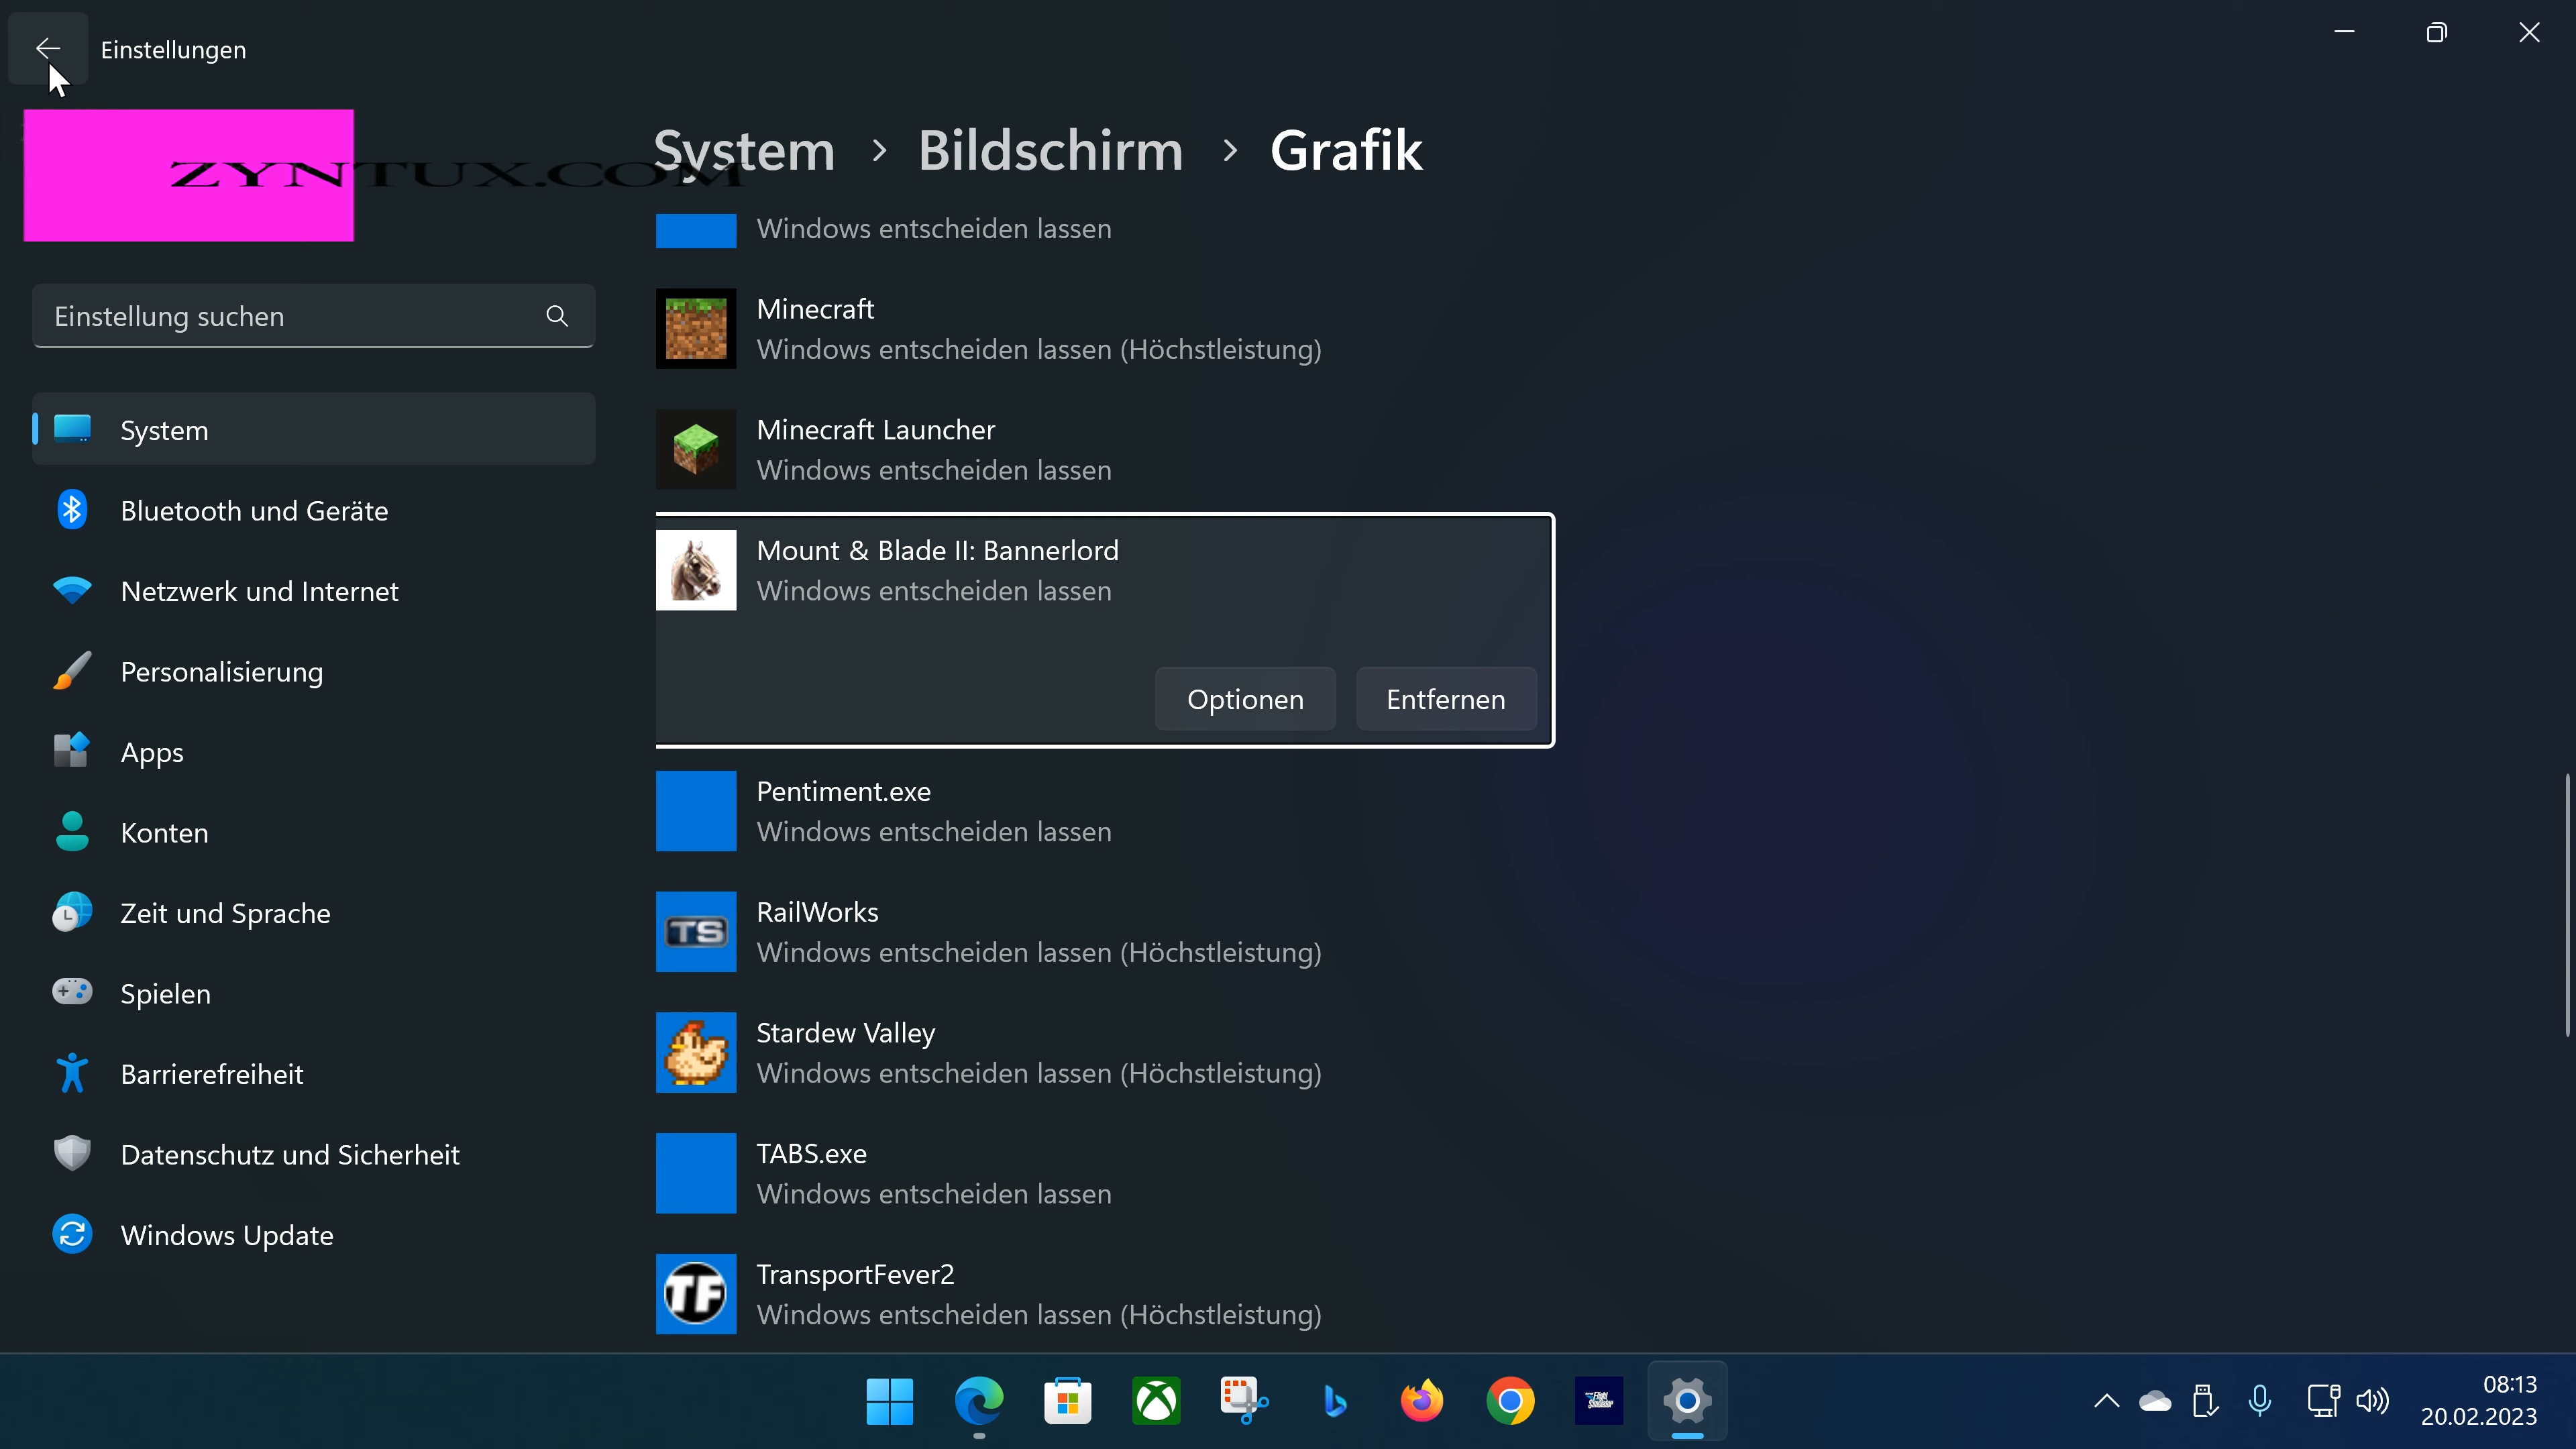 Einstellungen
ZYNTUX.COM
System > Bildschirm > Grafik
Einstellung suchen
System
Bluetooth und Geräte
Netzwerk und Internet
Personalisierung
Apps
Konten
Zeit und Sprache
Spielen
Barrierefreiheit
Datenschutz und Sicherheit
Windows Update
Windows entscheiden lassen
Minecraft
Windows entscheiden lassen (Höchstleistung)
Minecraft Launcher
Windows entscheiden lassen
Mount & Blade II: Bannerlord
Windows entscheiden lassen
Optionen Entfernen
Pentiment.exe
Windows entscheiden lassen
TS
RailWorks
Windows entscheiden lassen (Höchstleistung)
Stardew Valley
Windows entscheiden lassen (Höchstleistung)
TABS.exe
Windows entscheiden lassen
TF
TransportFever2
Windows entscheiden lassen (Höchstleistung)
Flight
Simulator
08:13
20.02.2023